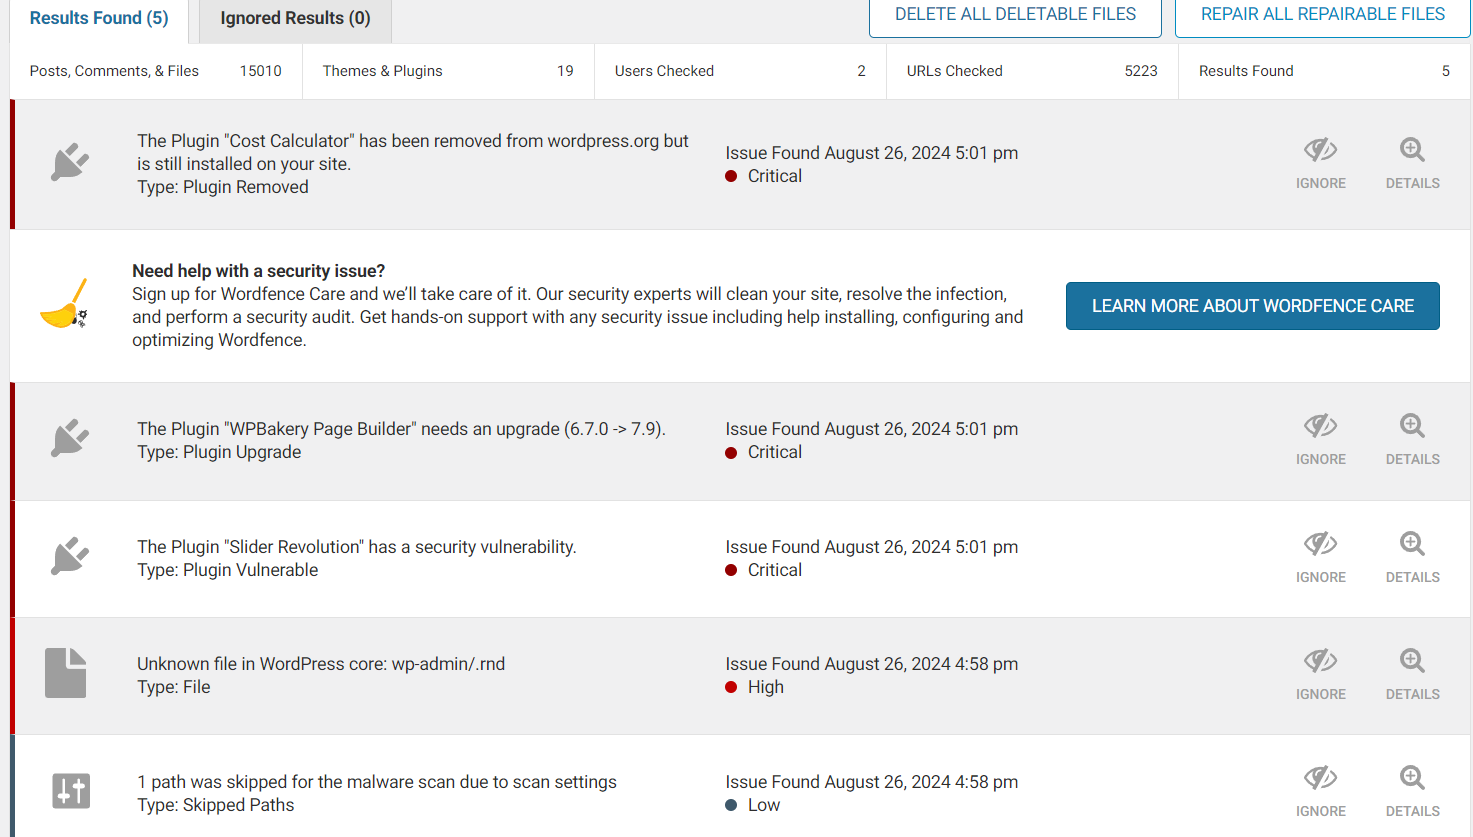 Results Found (5)
Ignored Results (0)
DELETE ALL DELETABLE FILES
REPAIR ALL REPAIRABLE FILES
Posts, Comments, & Files 15010
Themes & Plugins 19
Users Checked 2
URLs Checked 5223
Results Found 5
The Plugin "Cost Calculator" has been removed from wordpress.org but
is still installed on your site.
Type: Plugin Removed
Issue Found August 26, 2024 5:01 pm
Critical
IGNORE
DETAILS
Need help with a security issue?
Sign up for Wordfence Care and we’ll take care of it. Our security experts will clean your site, resolve the infection,
and perform a security audit. Get hands-on support with any security issue including help installing, configuring and
optimizing Wordfence.
LEARN MORE ABOUT WORDFENCE CARE
The Plugin "WPBakery Page Builder" needs an upgrade (6.7.0 -> 7.9).
Type: Plugin Upgrade
Issue Found August 26, 2024 5:01 pm
Critical
IGNORE
DETAILS
The Plugin "Slider Revolution" has a security vulnerability.
Type: Plugin Vulnerable
Issue Found August 26, 2024 5:01 pm
Critical
IGNORE
DETAILS
Unknown file in WordPress core: wp-admin/.rnd
Type: File
Issue Found August 26, 2024 4:58 pm
High
IGNORE
DETAILS
1 path was skipped for the malware scan due to scan settings
Type: Skipped Paths
Issue Found August 26, 2024 4:58 pm
Low
IGNORE
DETAILS